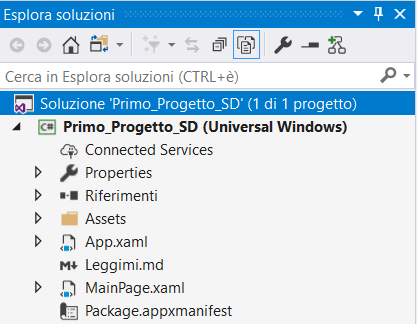 Esplora soluzioni
Cerca in Esplora soluzioni (CTRL+è)
Soluzione 'Primo_Progetto_SD' (1 di 1 progetto)
C# Primo_Progetto_SD (Universal Windows)
Connected Services
Properties
Riferimenti
Assets
App.xaml
Leggimi.md
MainPage.xaml
Package.appxmanifest